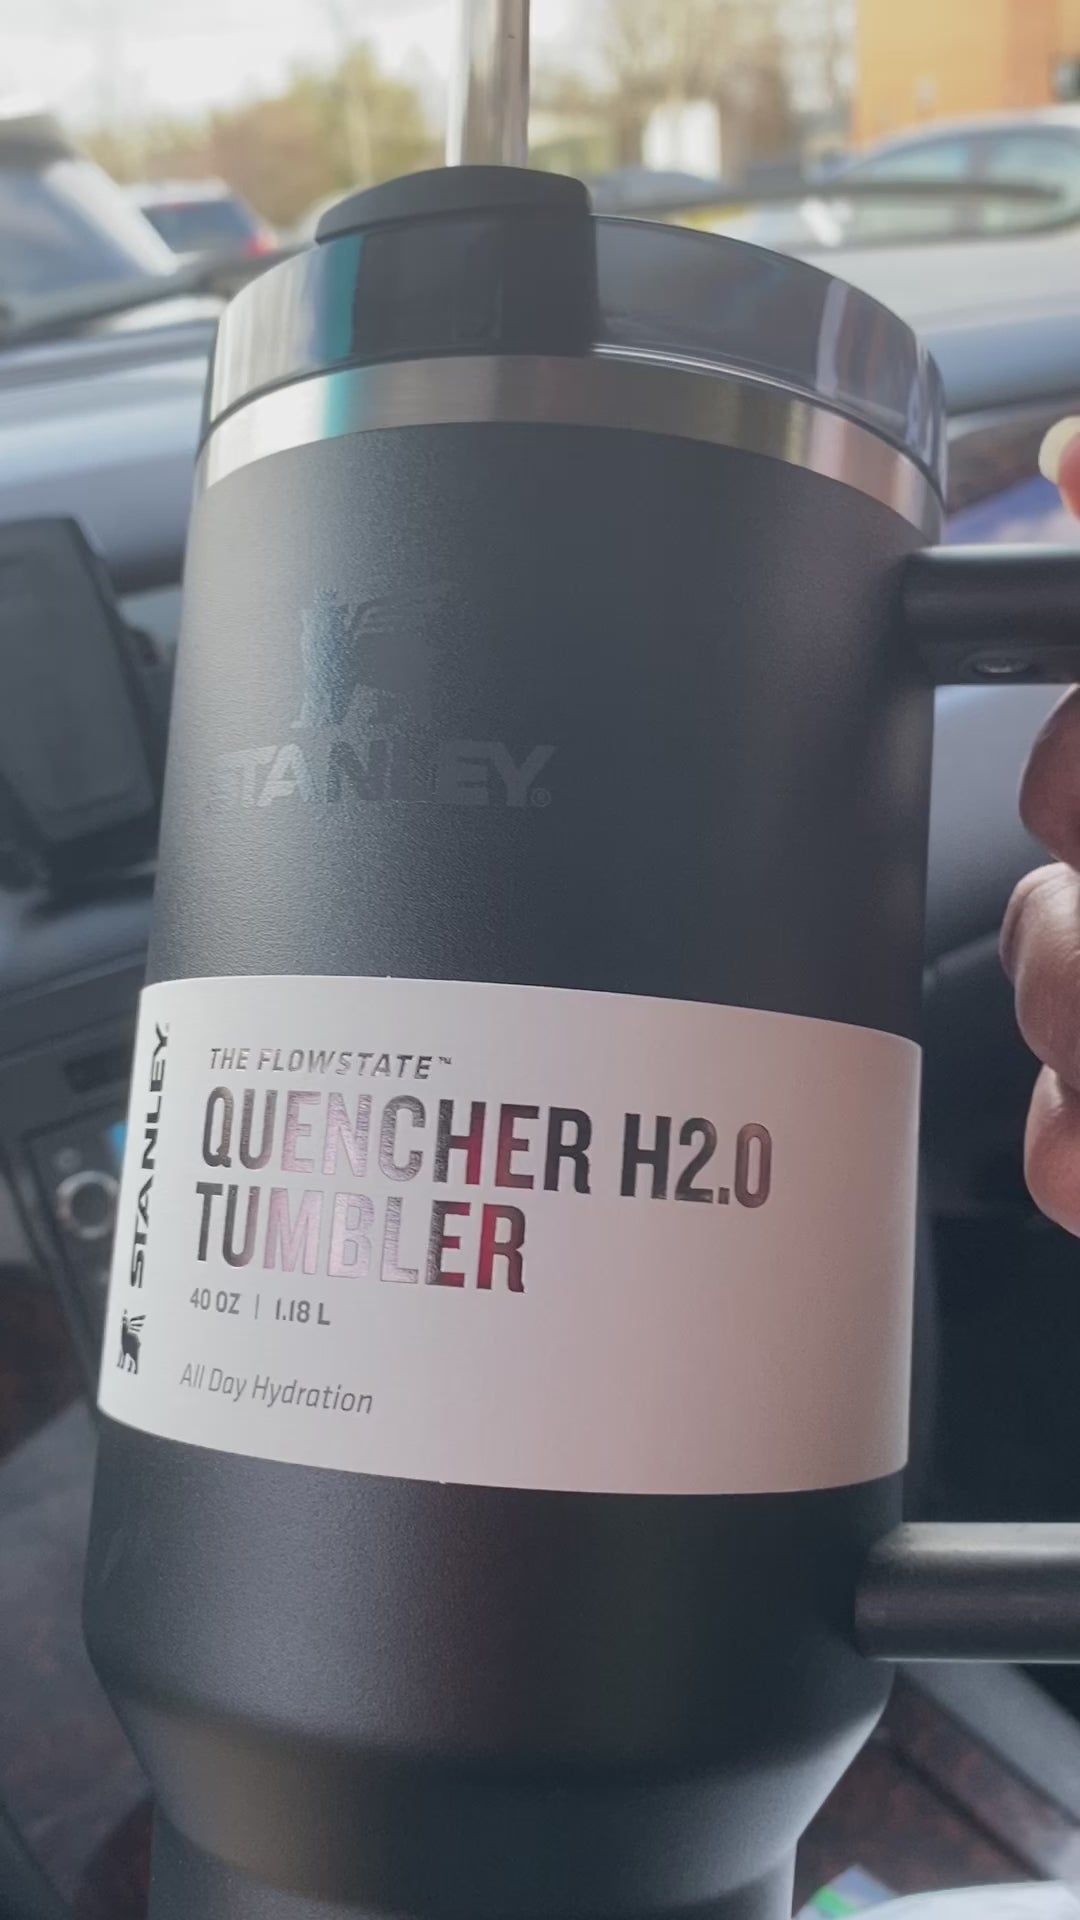 STANLEY®
STANLEY
THE FLOWSTATE™
QUENCHER H2.0
TUMBLER
40 OZ | 1.18 L
All Day Hydration